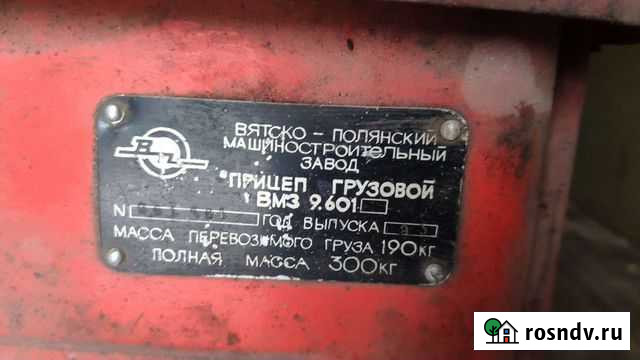 ВЯТСКО-ПОЛЯНСКИЙ
МАШИНОСТРОИТЕЛЬНЫЙ
ЗАВОД
ПРИЦЕП ГРУЗОВОЙ
ВМЗ 9.601
N ГОД ВЫПУСКА
МАССА ПЕРЕВОЗИМОГО ГРУЗА 190КГ
ПОЛНАЯ МАССА 300КГ
rosndv.ru